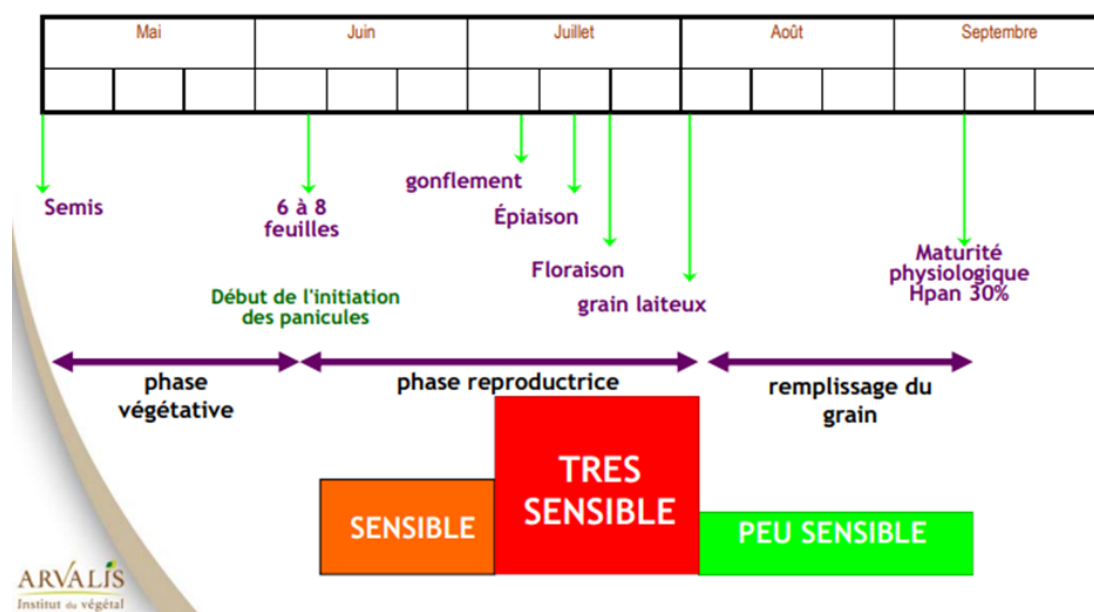 Mai Juin Juillet Août Septembre
Semis
6 à 8
feuilles
gonflement
Épiaison
Floraison
grain laiteux
Maturité
physiologique
Hpan 30%
Début de l'initiation
des panicules
phase
végétative
phase reproductrice
remplissage du
grain
SENSIBLE
TRES
SENSIBLE
PEU SENSIBLE
ARVALIS
Institut du végétal